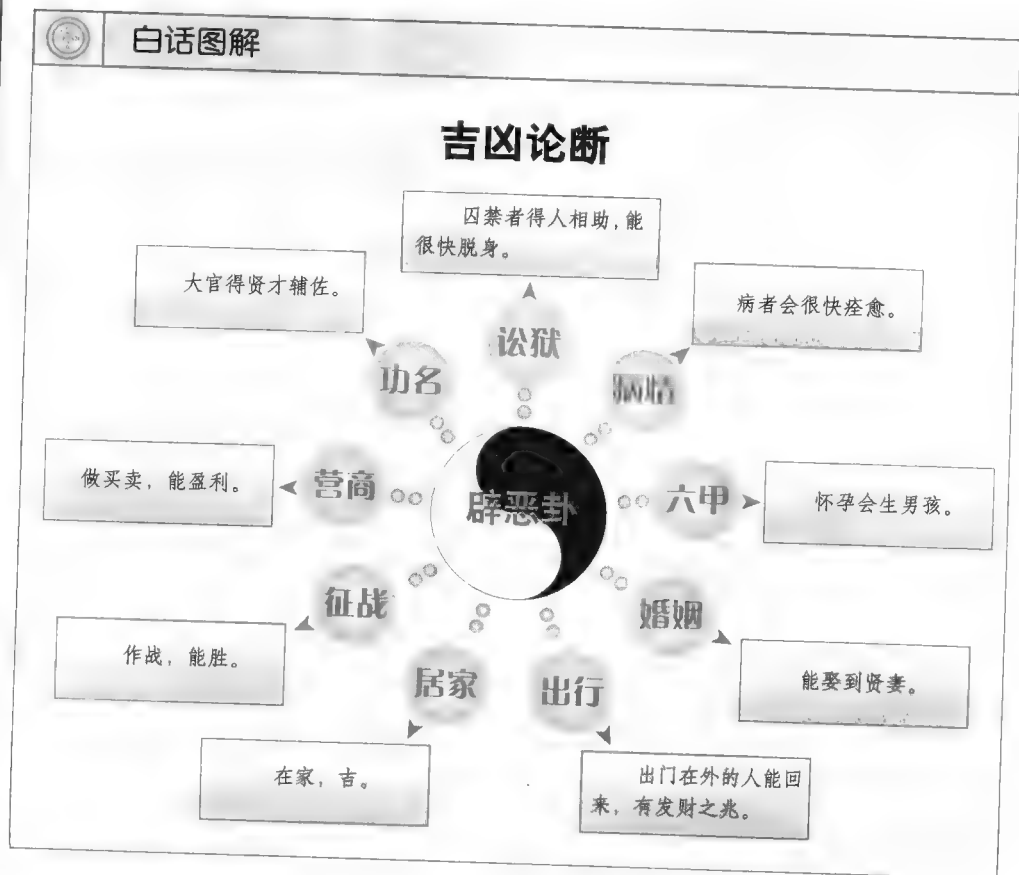 白话图解
吉凶论断
囚禁者得人相助，能
很快脱身。
大官得贤才辅佐。
病者会很快痊愈。
讼狱
功名
病情
做买卖，能盈利。
营商
辟恶卦
六甲
怀孕会生男孩。
征战
婚姻
作战，能胜。
居家
出行
能娶到贤妻。
在家，吉。
出门在外的人能回
来，有发财之兆。